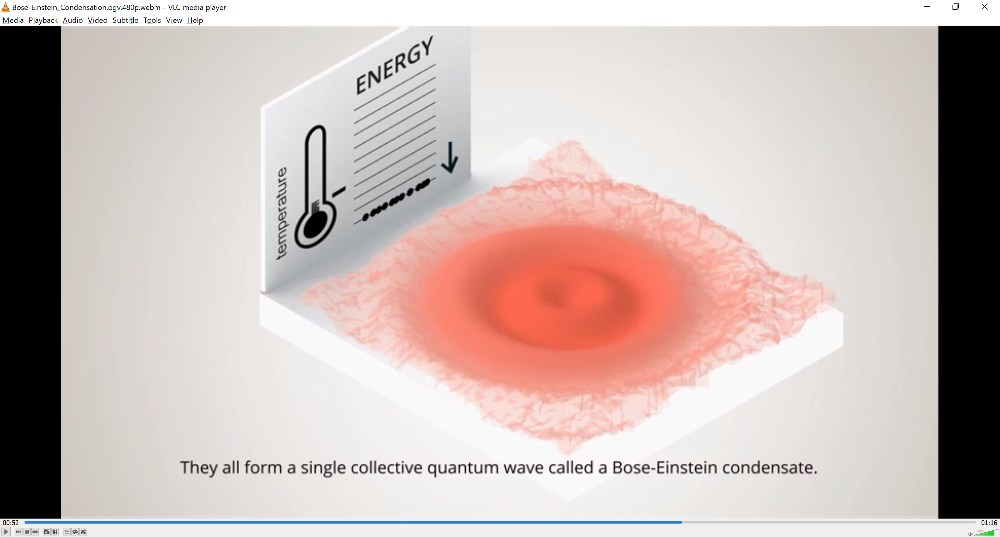 Bose-Einstein_Condensation.ogv.480p.webm - VLC media player
Media Playback Audio Video Subtitle Tools View Help
ENERGY
temperature
They all form a single collective quantum wave called a Bose-Einstein condensate.
00:52
01:16
100%